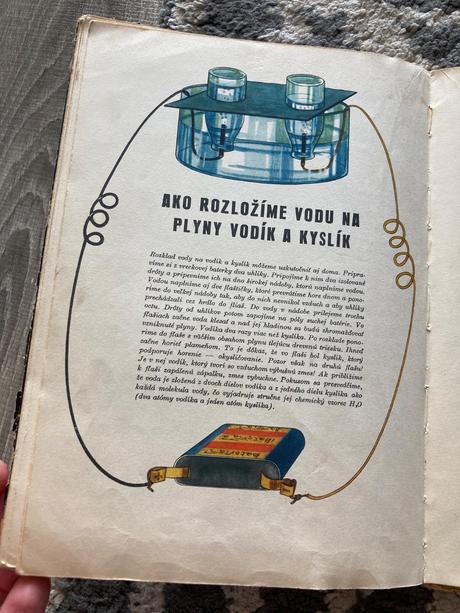 AKO ROZLOŽÍME VODU NA
PLYNY VODÍK A KYSLÍK
Rozklad vody na vodík a kyslík môžeme uskutočniť aj doma. Pripra-
víme si z vreckovej baterky dva uhlíky. Pripojíme k nim dva izolované
drôty a pripevníme ich na dno širokej nádoby, ktorú naplníme vodou.
Vodou naplníme aj dve fľaštičky, ktoré prevrátime hore dnom a pono-
ríme do veľkej nádoby tak, aby do nich nevnikol vzduch a aby uhlíky
prechádzali cez hrdlo do fliaš. Do vody v nádobe prilejeme trochu
octu. Drôty od uhlíkov potom zapojíme na póly suchej batérie. Vo
fľaštičach začne voda klesať a nad jej hladinou sa budú zhromažďovať
vzniknuté plyny. Vodíka dva razy viac než kyslíka. Po rozklade pono-
ríme do fľaše s väčším obsahom plynu tlejúcu drevenú triesku. Ihneď
začne horieť plameňom. To je dôkaz, že vo fľaši bol kyslík, ktorý
podporuje horenie — okysličovanie. Pozor však na druhú fľašu!
Je v nej vodík, ktorý tvorí so vzduchom výbušnú zmes! Ak priblížime
k fľaši zapálenú zápalku, zmes vybuchne. Pokusom sa presvedčíme,
že voda je zložená z dvoch dielov vodíka a z jedného dielu kyslíka ako
každá molekula vody, čo vyjadruje stručne jej chemický vzorec H₂O
(dva atómy vodíka a jeden atóm kyslíka).